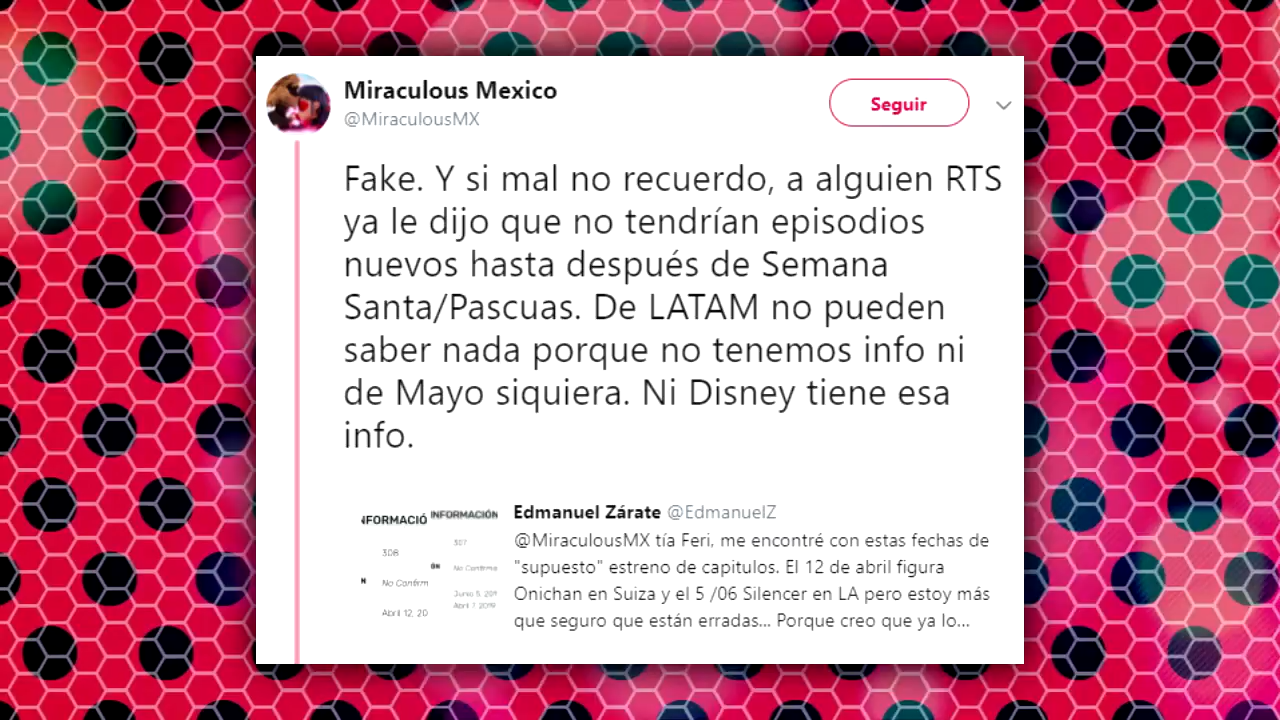 Miraculous Mexico
@MiraculousMX
Seguir
Fake. Y si mal no recuerdo, a alguien RTS
ya le dijo que no tendrían episodios
nuevos hasta después de Semana
Santa/Pascuas. De LATAM no pueden
saber nada porque no tenemos info ni
de Mayo siquiera. Ni Disney tiene esa
info.
Edmanuel Zárate @EdmanuelZ
@MiraculousMX tía Feri, me encontré con estas fechas de
"supuesto" estreno de capitulos. El 12 de abril figura
Onichan en Suiza y el 5 /06 Silencer en LA pero estoy más
que seguro que están erradas... Porque creo que ya lo...
NFORMACIÓ
INFORMACIÓN
308
307
N
No Confirm
ÓN
No Confirma
Abril 12, 20
Junio 5, 201
Abril 7 2019